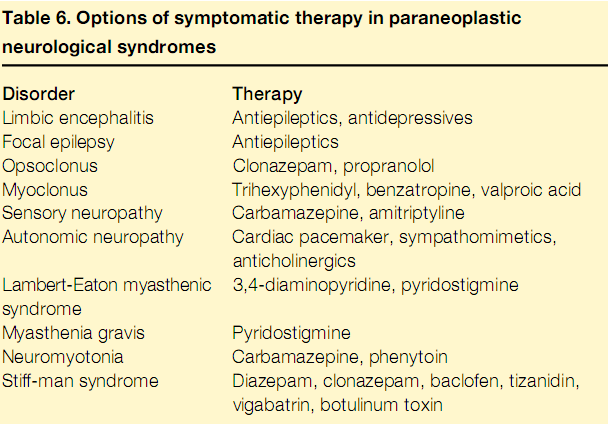 Table 6. Options of symptomatic therapy in paraneoplastic
neurological syndromes
Disorder Therapy
Limbic encephalitis Antiepileptics, antidepressives
Focal epilepsy Antiepileptics
Opsoclonus Clonazepam, propranolol
Myoclonus Trihexyphenidyl, benzatropine, valproic acid
Sensory neuropathy Carbamazepine, amitriptyline
Autonomic neuropathy Cardiac pacemaker, sympathomimetics,
anticholinergics
Lambert-Eaton myasthenic 3,4-diaminopyridine, pyridostigmine
syndrome
Myasthenia gravis Pyridostigmine
Neuromyotonia Carbamazepine, phenytoin
Stiff-man syndrome Diazepam, clonazepam, baclofen, tizanidin,
vigabatrin, botulinum toxin